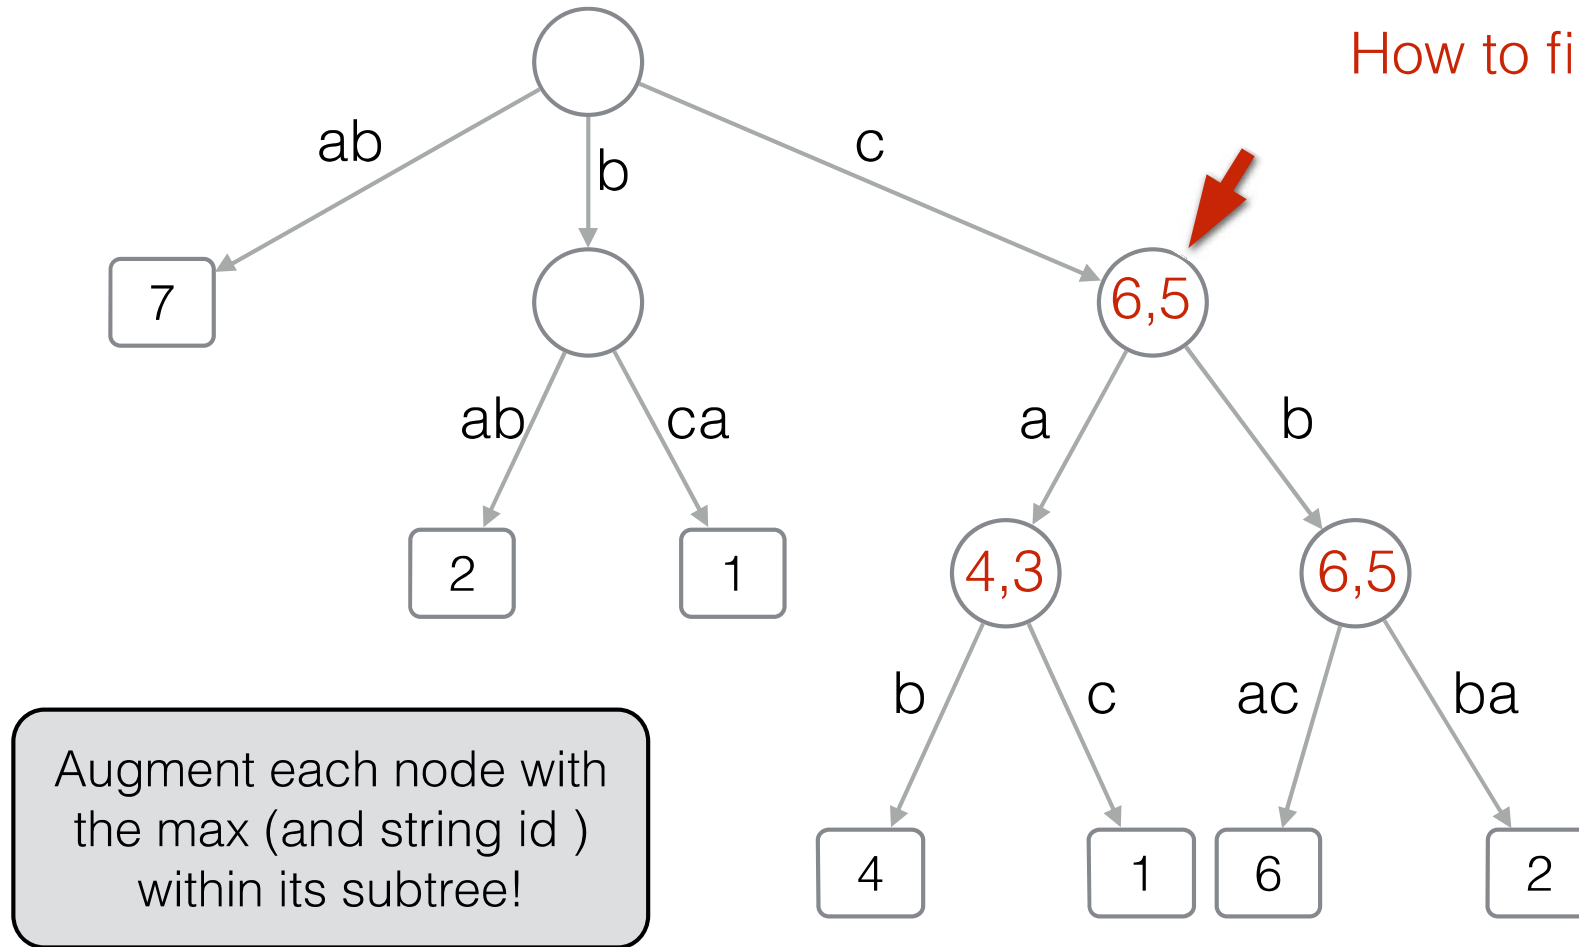 How to fi
ab
b
c
7
6,5
ab
ca
a
b
2
1
4,3
6,5
b
c
ac
ba
Augment each node with
the max (and string id )
within its subtree!
4
1
6
2